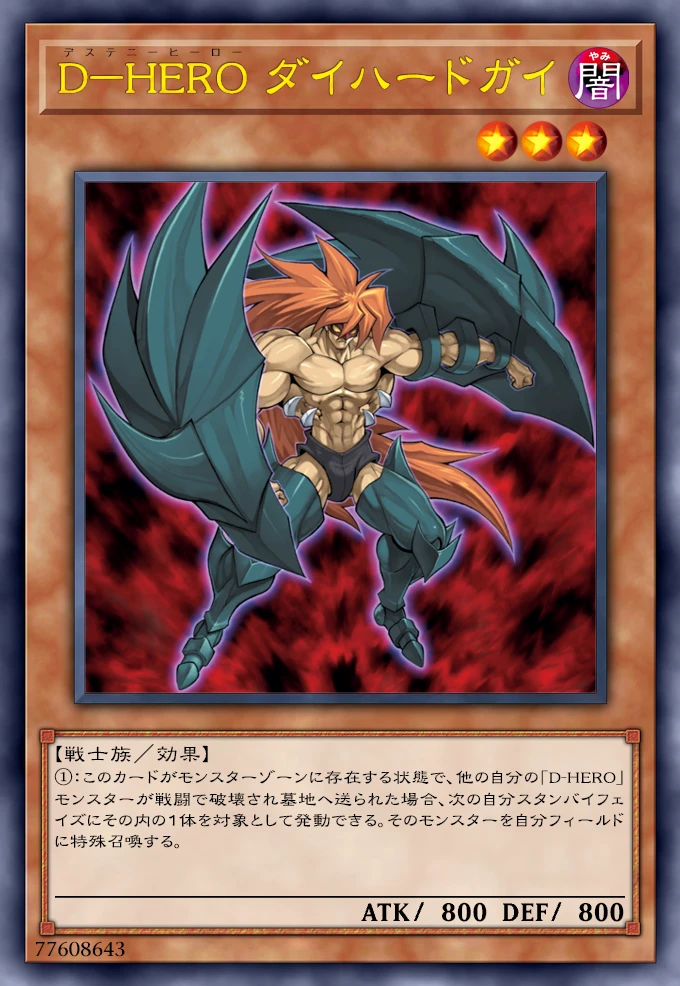 デステニーヒーロー
D-HERO ダイハードガイ
やみ
闇
【戦士族／効果】
①：このカードがモンスターゾーンに存在する状態で、他の自分の「D-HERO」
モンスターが戦闘で破壊され墓地へ送られた場合、次の自分スタンバイフェ
イズにその内の1体を対象として発動できる。そのモンスターを自分フィールド
に特殊召喚する。
ATK/ 800 DEF/ 800
77608643